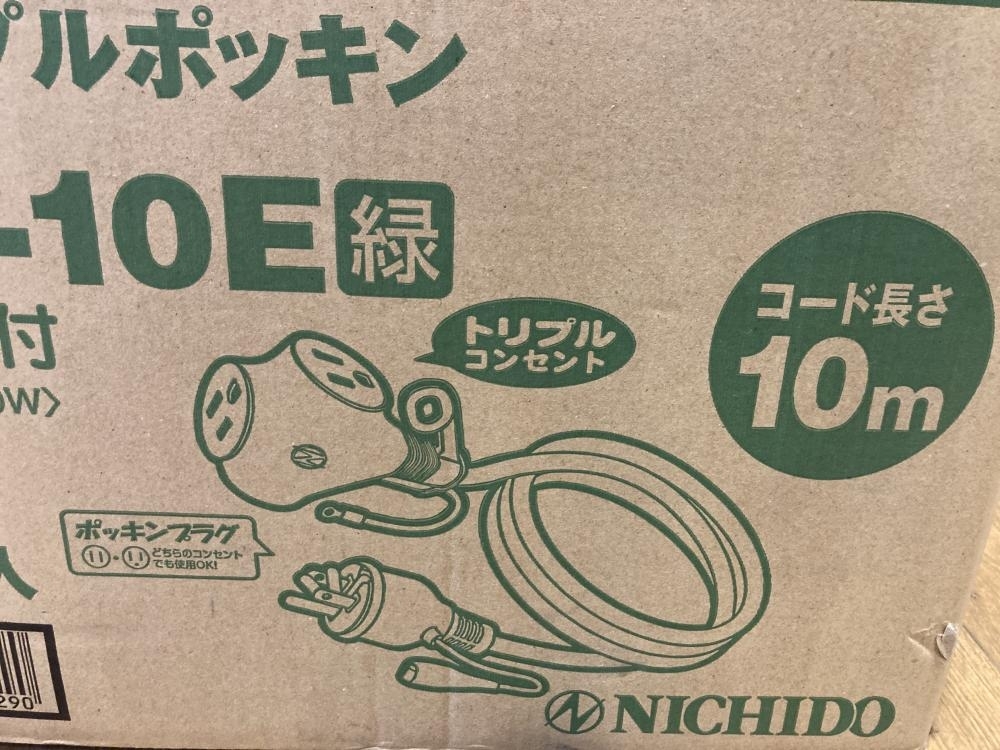 プルポッキン
-10E 緑
付
OW〉
トリプル
コンセント
コード長さ
10m
ポッキンプラグ
どちらのコンセント
でも使用OK!
入
290
NICHIDO